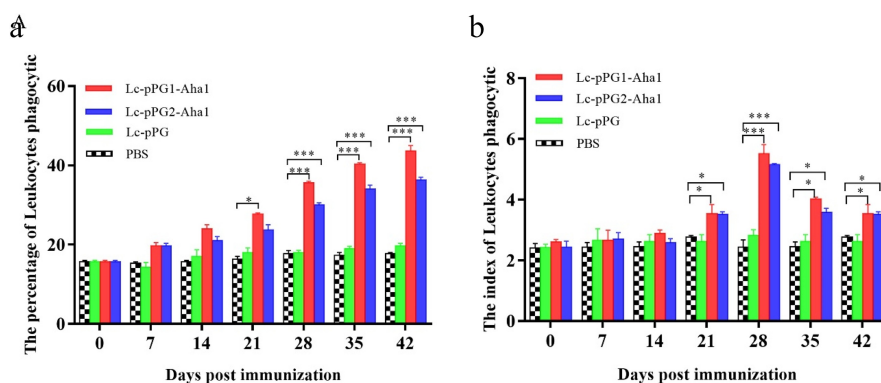 A
a
The percentage of Leukocytes phagocytic
60
40
20
0
Lc-pPG1-Aha1
Lc-pPG2-Aha1
Lc-pPG
PBS
*
***
***
***
***
***
***
0 7 14 21 28 35 42
Days post immunization
b
The index of Leukocytes phagocytic
8
6
4
2
0
Lc-pPG1-Aha1
Lc-pPG2-Aha1
Lc-pPG
PBS
*
*
***
***
*
*
*
*
0 7 14 21 28 35 42
Days post immunization